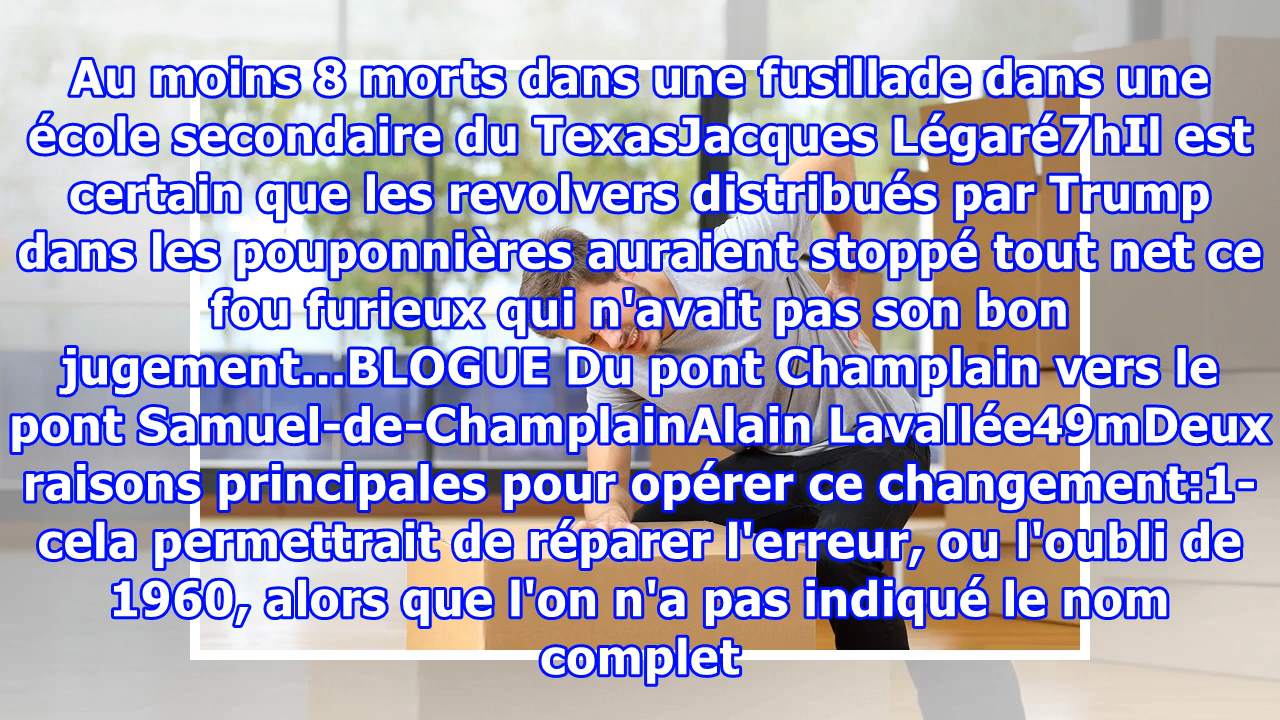 Au moins 8 morts dans une fusillade dans une
école secondaire du TexasJacques Légaré7hIl est
certain que les revolvers distribués par Trump
dans les pouponnières auraient stoppé tout net ce
fou furieux qui n'avait pas son bon
jugement...BLOGUE Du pont Champlain vers le
pont Samuel-de-ChamplainAlain Lavallée49mDeux
raisons principales pour opérer ce changement:1-
cela permettrait de réparer l'erreur, ou l'oubli de
1960, alors que l'on n'a pas indiqué le nom
complet